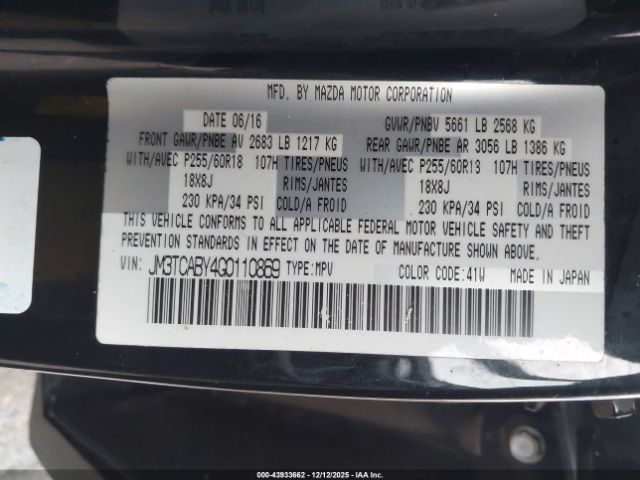 MFD. BY MAZDA MOTOR CORPORATION
DATE 06/16 GVWR/PNBV 5661 LB 2568 KG
FRONT GAWR/PNBE AV 2683 LB 1217 KG REAR GAWR/PNBE AR 3056 LB 1386 KG
WITH/AVEC P255/60R18 107H TIRES/PNEUS WITH/AVEC P255/60R18 107H TIRES/PNEUS
18X8J RIMS/JANTES 18X8J RIMS/JANTES
230 KPA/34 PSI COLD/A FROID 230 KPA/34 PSI COLD/A FROID
THIS VEHICLE CONFORMS TO ALL APPLICABLE FEDERAL MOTOR VEHICLE SAFETY AND THEFT
PREVENTION STANDARDS IN EFFECT ON THE DATE OF MANUFACTURE SHOWN ABOVE.
VIN: JM3TCABY4G0110869 TYPE:MPV COLOR CODE:41W MADE IN JAPAN
000-43933662 - 12/12/2025 - IAAI.COM